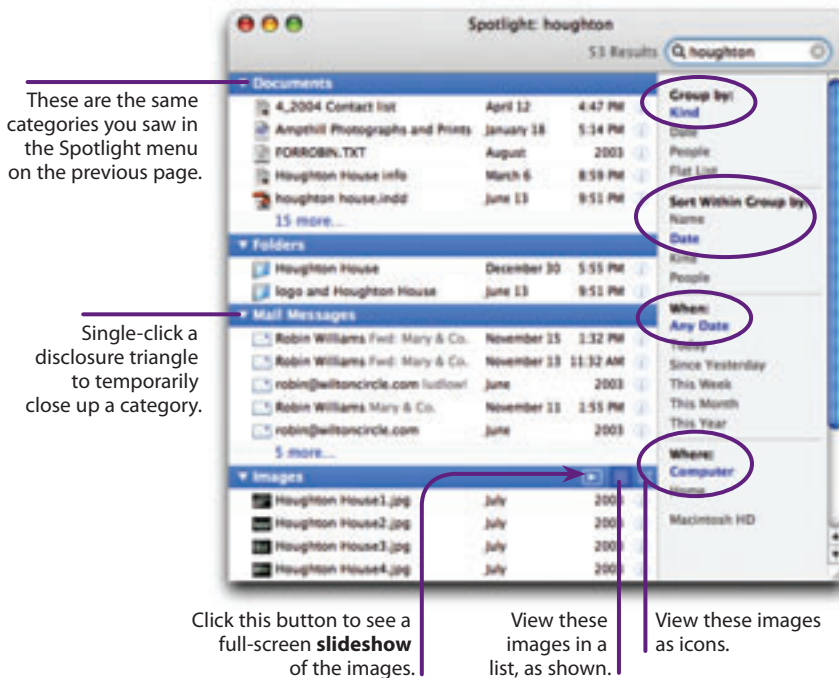 Spotlight: houghton
53 Results
houghton
Documents
4_2004 Contact list April 12 4:47 PM
Ampthill Photographs and Prints January 18 5:14 PM
FORROBIN.TXT August 2003
Houghton House info March 6 8:59 PM
houghton house.indd June 13 9:51 PM
15 more...
Folders
Houghton House December 30 5:55 PM
logo and Houghton House June 13 9:51 PM
Mail Messages
Robin Williams Fwd: Mary & Co. November 15 1:32 PM
Robin Williams Fwd: Mary & Co. November 13 11:32 AM
robin@wiltoncircle.com ludlow! June 2003
Robin Williams Mary & Co. November 11 1:55 PM
robin@wiltoncircle.com June 2003
5 more...
Images
Houghton House1.jpg July 2003
Houghton House2.jpg July 2003
Houghton House3.jpg July 2003
Houghton House4.jpg July 2003
Group by:
Kind
Date
People
Flat List
Sort Within Group by:
Name
Date
Kind
People
When:
Any Date
Today
Since Yesterday
This Week
This Month
This Year
Where:
Computer
Home
Macintosh HD
These are the same
categories you saw in
the Spotlight menu
on the previous page.
Single-click a
disclosure triangle
to temporarily
close up a category.
Click this button to see a
full-screen slideshow
of the images.
View these
images in a
list, as shown.
View these images
as icons.